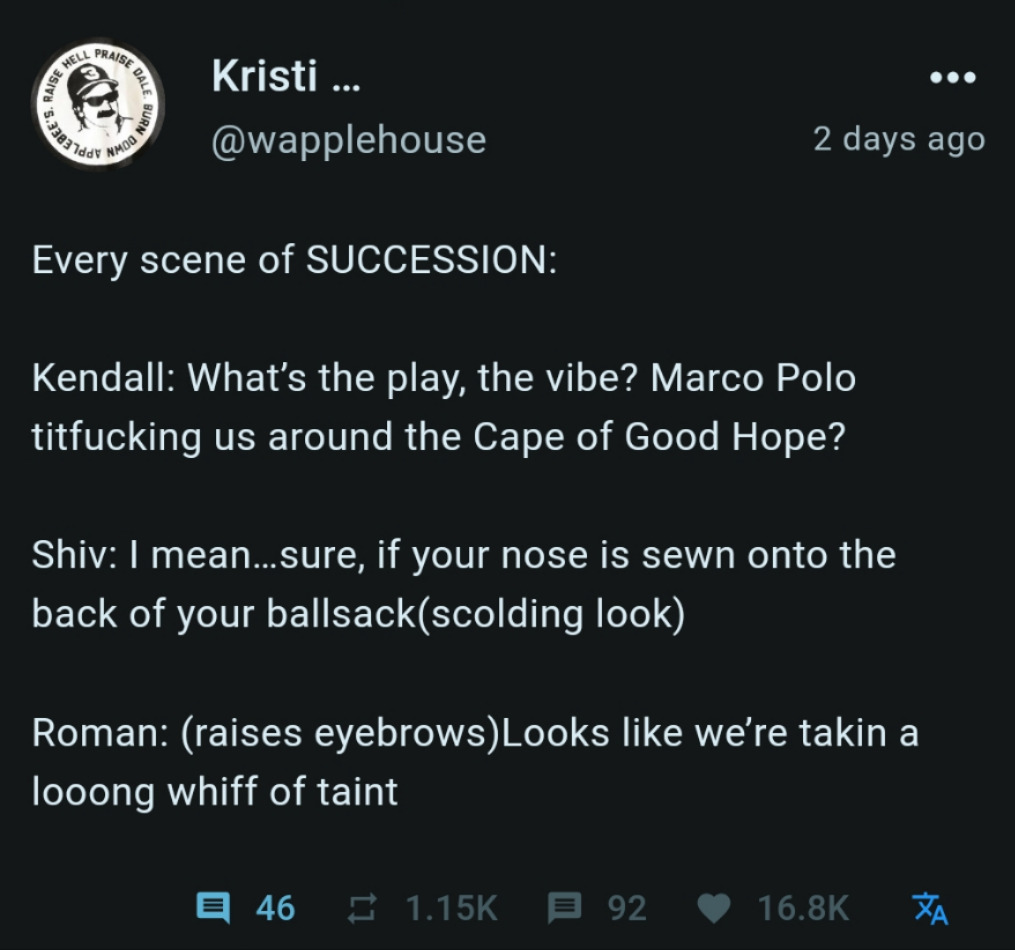 RAISE HELL PRAISE DALE. BURN DOWN APPLEBEE'S.
3
Kristi ...
@wapplehouse
2 days ago
Every scene of SUCCESSION:
Kendall: What’s the play, the vibe? Marco Polo
titfucking us around the Cape of Good Hope?
Shiv: I mean...sure, if your nose is sewn onto the
back of your ballsack(scolding look)
Roman: (raises eyebrows)Looks like we’re takin a
looong whiff of taint
46 1.15K 92 16.8K